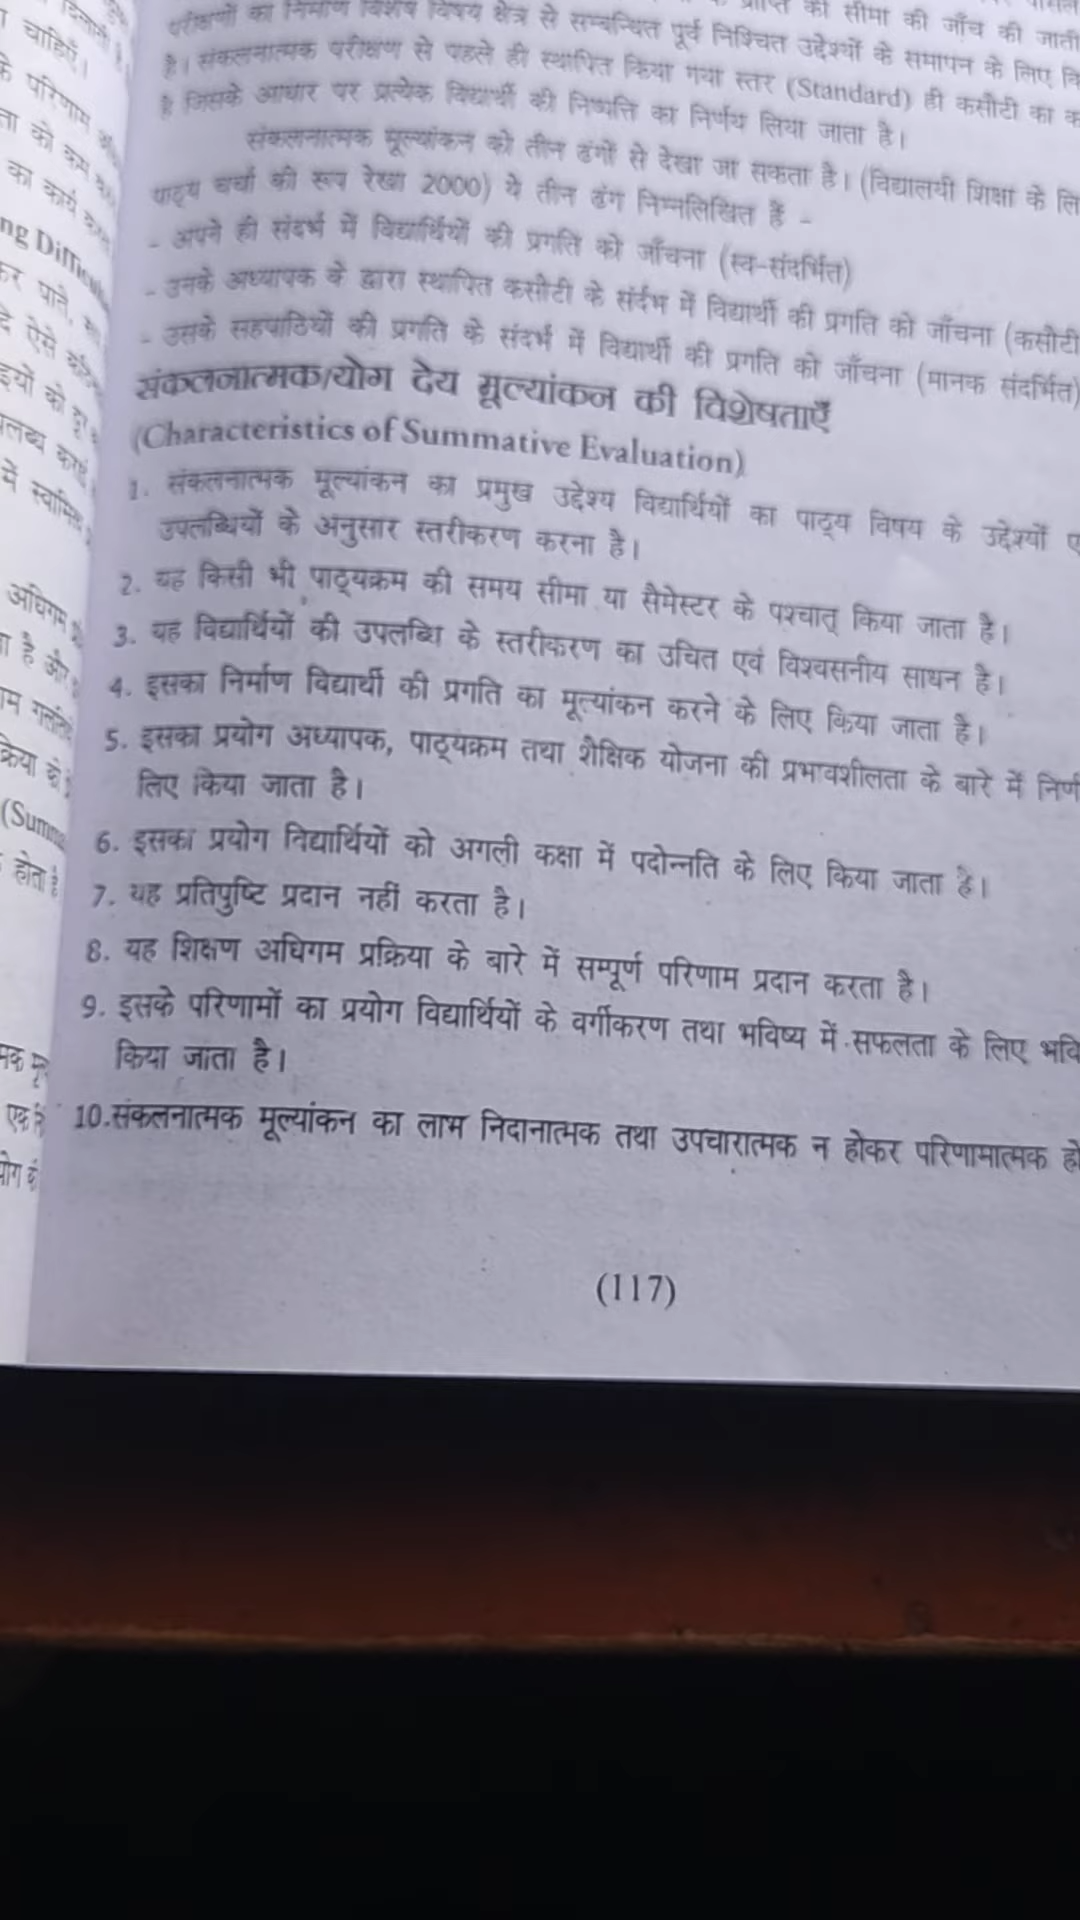 की सीमा की जाँच की जाती
परीक्षणों का निर्माण विशेष विषय क्षेत्र से सम्बन्धित पूर्व निश्चित उद्देश्यों के समापन के लिए
है। संकलनात्मक परीक्षण से पहले ही स्थापित किया गया स्तर (Standard) ही कसौटी का
है जिसके आधार पर प्रत्येक विद्यार्थी की निष्पत्ति का निर्णय लिया जाता है।
संकलनात्मक मूल्यांकन को तीन ढंगों से देखा जा सकता है। (विद्यालयी शिक्षा के लि
पाठ्य चर्चा की रूप रेखा 2000) ये तीन ढंग निम्नलिखित हैं -
- अपने ही संदर्भ में विद्यार्थियों की प्रगति को जाँचना (स्व-संदर्भित)
- उनके अध्यापक के द्वारा स्थापित कसौटी के संर्दभ में विद्यार्थी की प्रगति को जाँचना (कसौटी
- उसके सहपाठियों की प्रगति के संदर्भ में विद्यार्थी की प्रगति को जाँचना (मानक संदर्भित)
संकलनात्मक/योग देय मूल्यांकन की विशेषताएँ
(Characteristics of Summative Evaluation)
1. संकलनात्मक मूल्यांकन का प्रमुख उद्देश्य विद्यार्थियों का पाठ्य विषय के उद्देश्यों ए
उपलब्धियों के अनुसार स्तरीकरण करना है।
2. यह किसी भी पाठ्यक्रम की समय सीमा या सैमेस्टर के पश्चात् किया जाता है।
3. यह विद्यार्थियों की उपलब्धि के स्तरीकरण का उचित एवं विश्वसनीय साधन है।
4. इसका निर्माण विद्यार्थी की प्रगति का मूल्यांकन करने के लिए किया जाता है।
5. इसका प्रयोग अध्यापक, पाठ्यक्रम तथा शैक्षिक योजना की प्रभावशीलता के बारे में निर्ण
लिए किया जाता है।
6. इसका प्रयोग विद्यार्थियों को अगली कक्षा में पदोन्नति के लिए किया जाता है।
7. यह प्रतिपुष्टि प्रदान नहीं करता है।
8. यह शिक्षण अधिगम प्रक्रिया के बारे में सम्पूर्ण परिणाम प्रदान करता है।
9. इसके परिणामों का प्रयोग विद्यार्थियों के वर्गीकरण तथा भविष्य में सफलता के लिए भवि
किया जाता है।
10.संकलनात्मक मूल्यांकन का लाभ निदानात्मक तथा उपचारात्मक न होकर परिणामात्मक हो
(117)